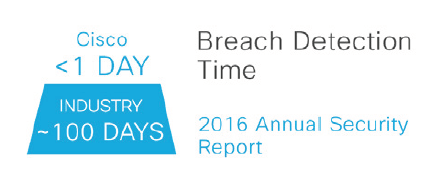 Cisco
<1 DAY
INDUSTRY
~100 DAYS
Breach Detection
Time
2016 Annual Security
Report